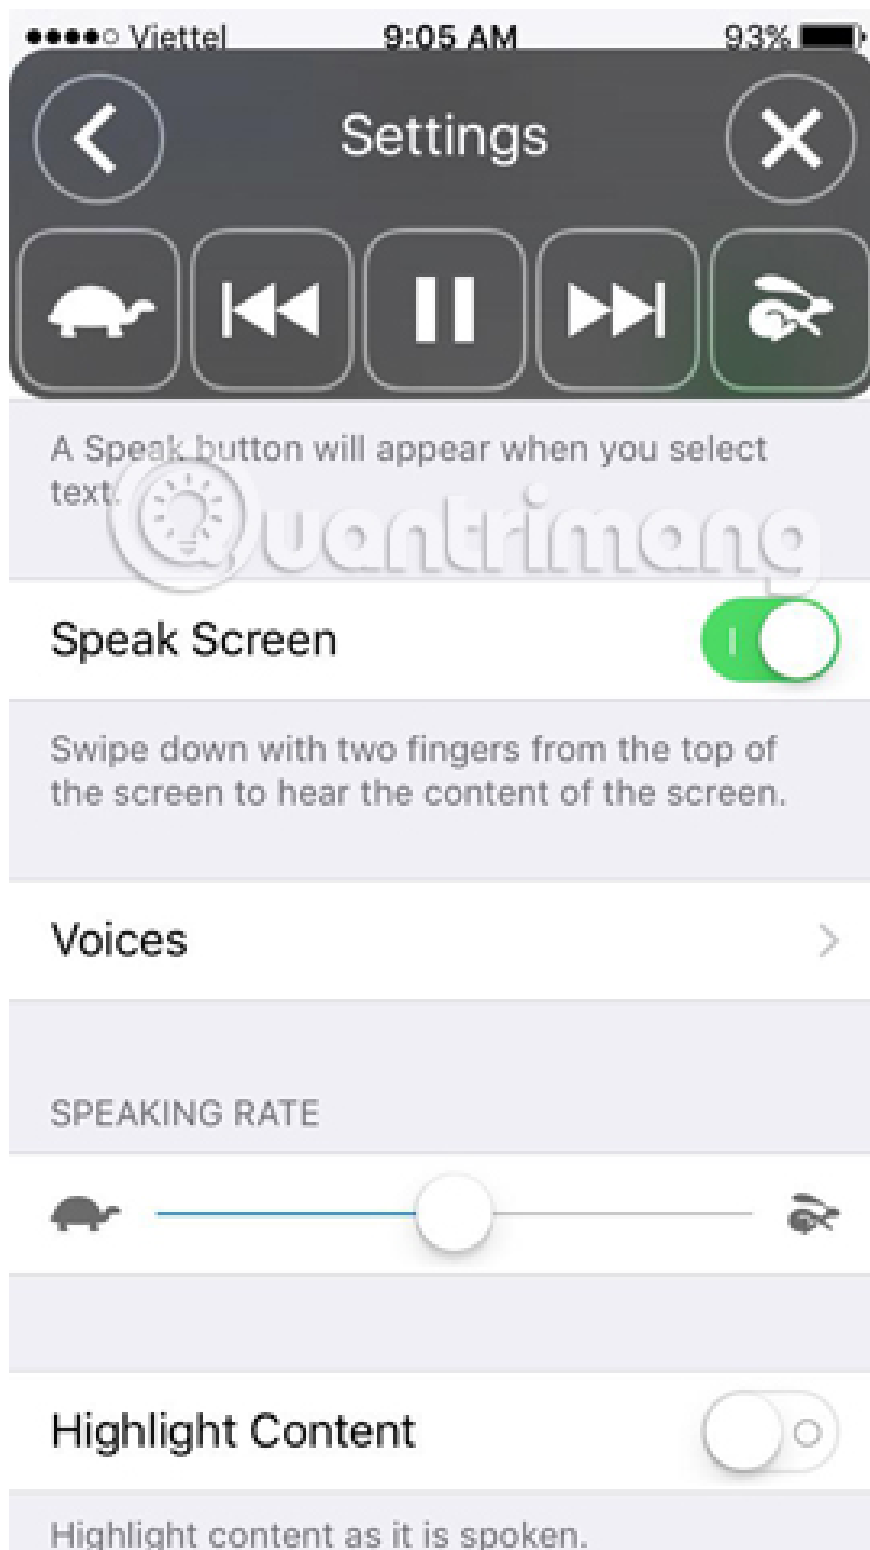 Viettel 9:05 AM 93%
Settings
A Speak button will appear when you select
text.
Quantrimang
Speak Screen
Swipe down with two fingers from the top of
the screen to hear the content of the screen.
Voices
SPEAKING RATE
Highlight Content
Highlight content as it is spoken.